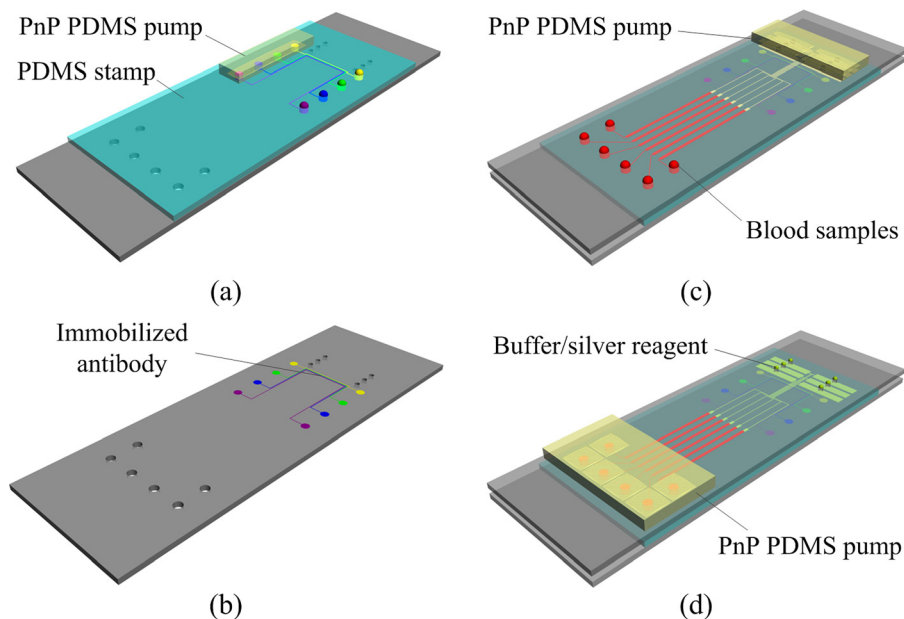 PnP PDMS pump
PDMS stamp
(a)
PnP PDMS pump
Blood samples
(c)
Immobilized
antibody
(b)
Buffer/silver reagent
PnP PDMS pump
(d)